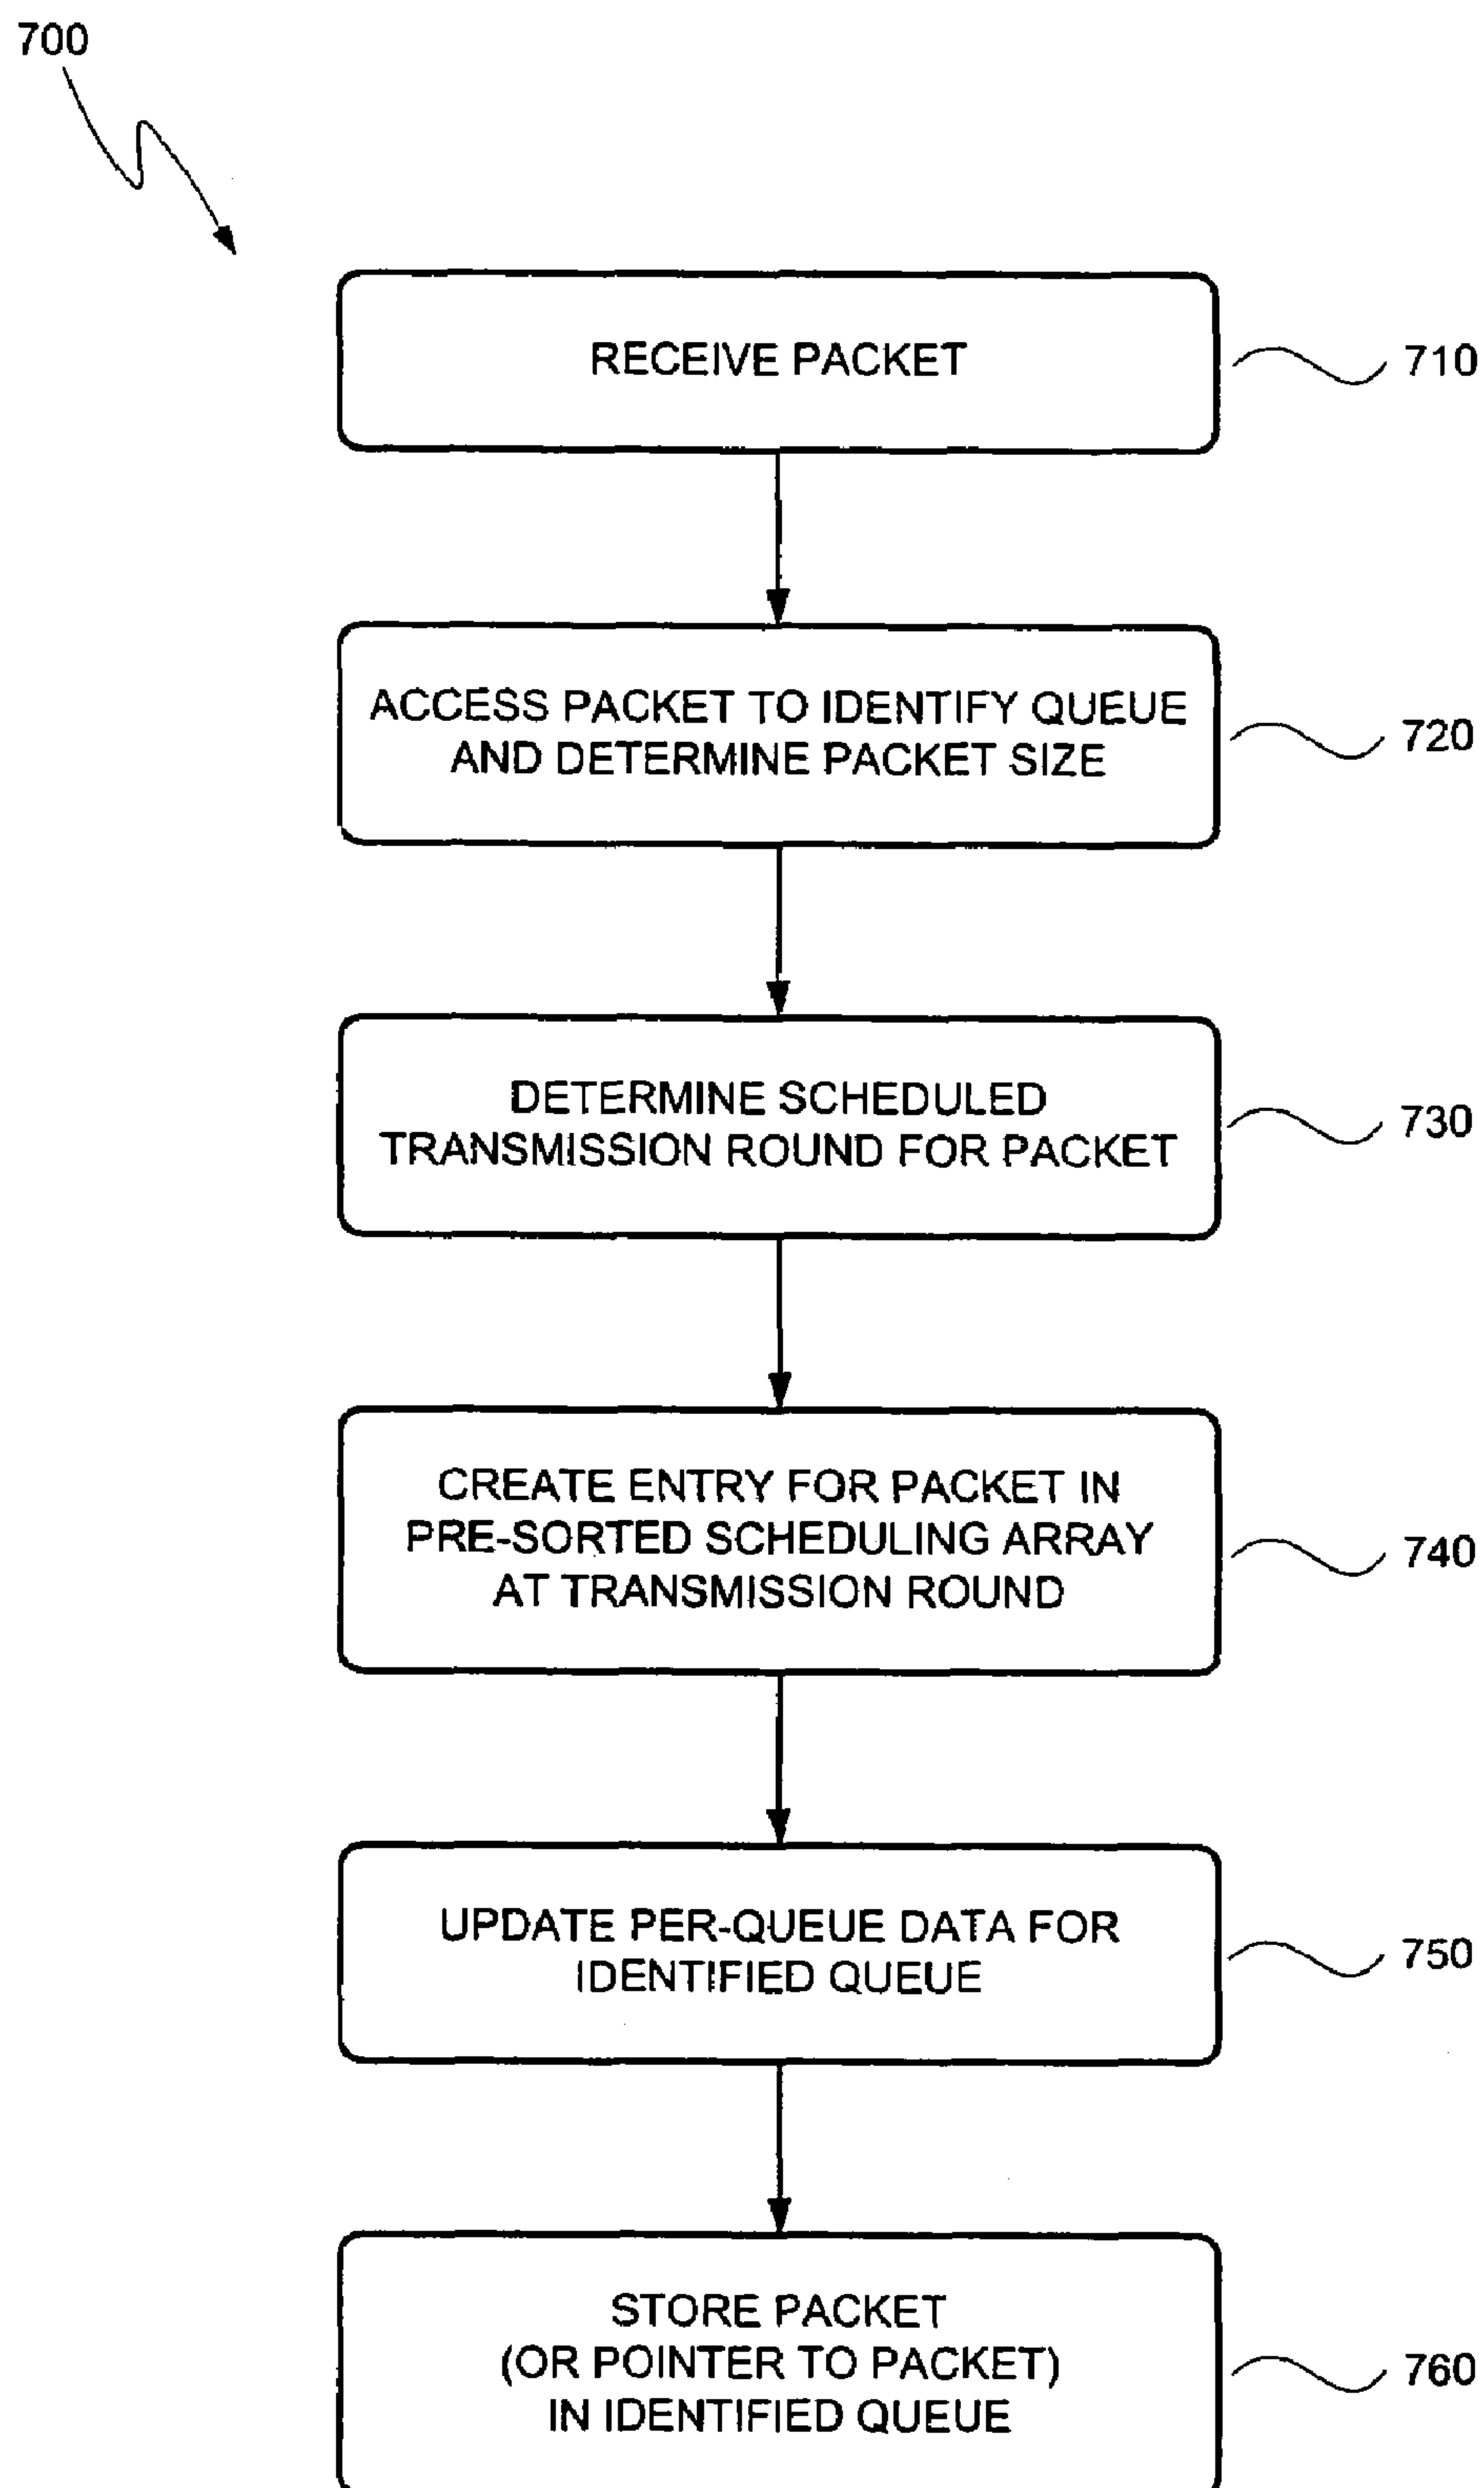 700
RECEIVE PACKET
710
ACCESS PACKET TO IDENTIFY QUEUE
AND DETERMINE PACKET SIZE
720
DETERMINE SCHEDULED
TRANSMISSION ROUND FOR PACKET
730
CREATE ENTRY FOR PACKET IN
PRE-SORTED SCHEDULING ARRAY
AT TRANSMISSION ROUND
740
UPDATE PER-QUEUE DATA FOR
IDENTIFIED QUEUE
750
STORE PACKET
(OR POINTER TO PACKET)
IN IDENTIFIED QUEUE
760